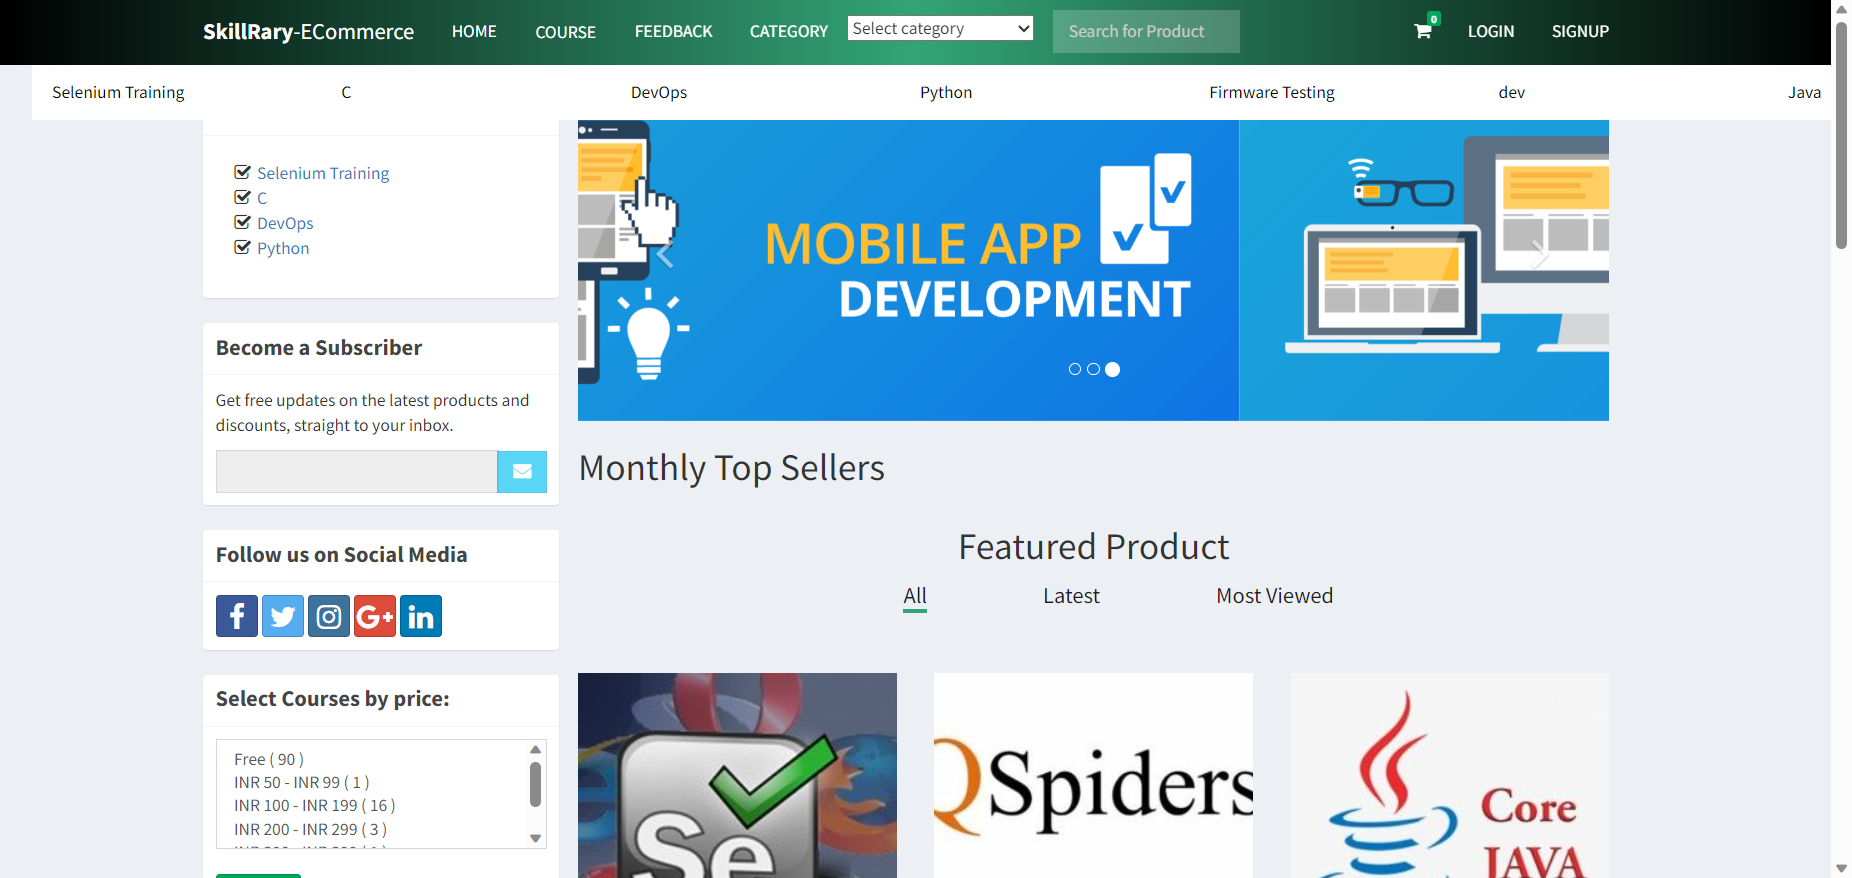 SkillRary-ECommerce HOME COURSE FEEDBACK CATEGORY Select category Search for Product 0 LOGIN SIGNUP
Selenium Training C DevOps Python Firmware Testing dev Java
Selenium Training
C
DevOps
Python
MOBILE APP
DEVELOPMENT
Become a Subscriber
Get free updates on the latest products and
discounts, straight to your inbox.
Monthly Top Sellers
Follow us on Social Media
Featured Product
All Latest Most Viewed
Select Courses by price:
Free ( 90 )
INR 50 - INR 99 ( 1 )
INR 100 - INR 199 ( 16 )
INR 200 - INR 299 ( 3 )
Se
QSpiders
Core
JAVA